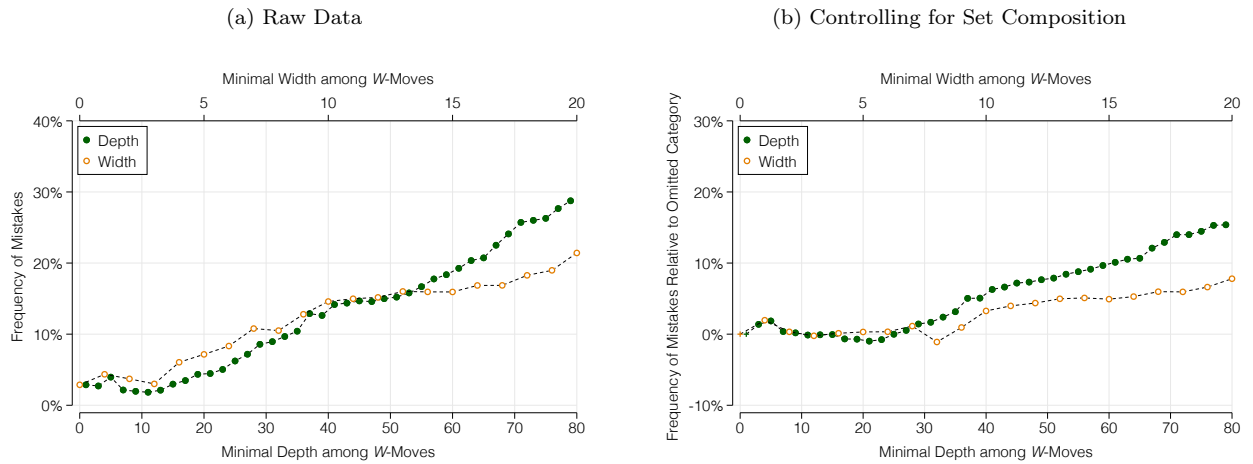 (a) Raw Data
Minimal Width among W-Moves
0 5 10 15 20
40%
30%
20%
10%
0%
Frequency of Mistakes
Depth
Width
0 10 20 30 40 50 60 70 80
Minimal Depth among W-Moves
(b) Controlling for Set Composition
Minimal Width among W-Moves
0 5 10 15 20
30%
20%
10%
0%
-10%
Frequency of Mistakes Relative to Omitted Category
Depth
Width
0 10 20 30 40 50 60 70 80
Minimal Depth among W-Moves